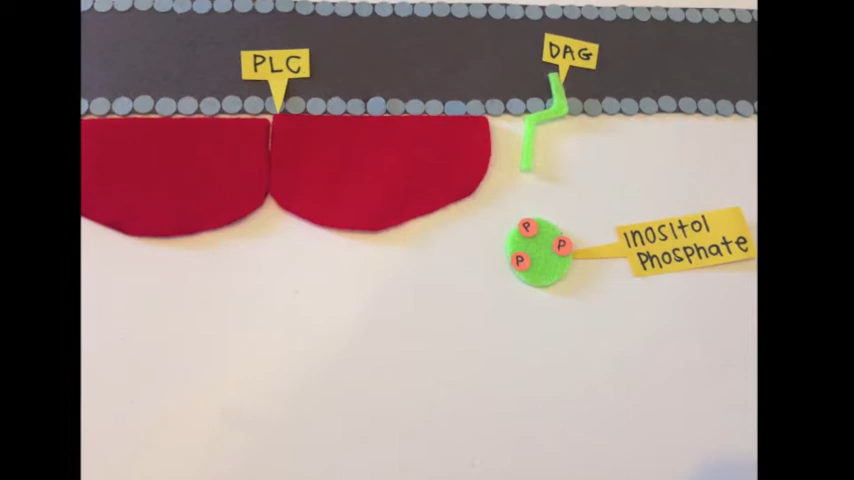 PLC
DAG
P
P
P
Inositol
Phosphate